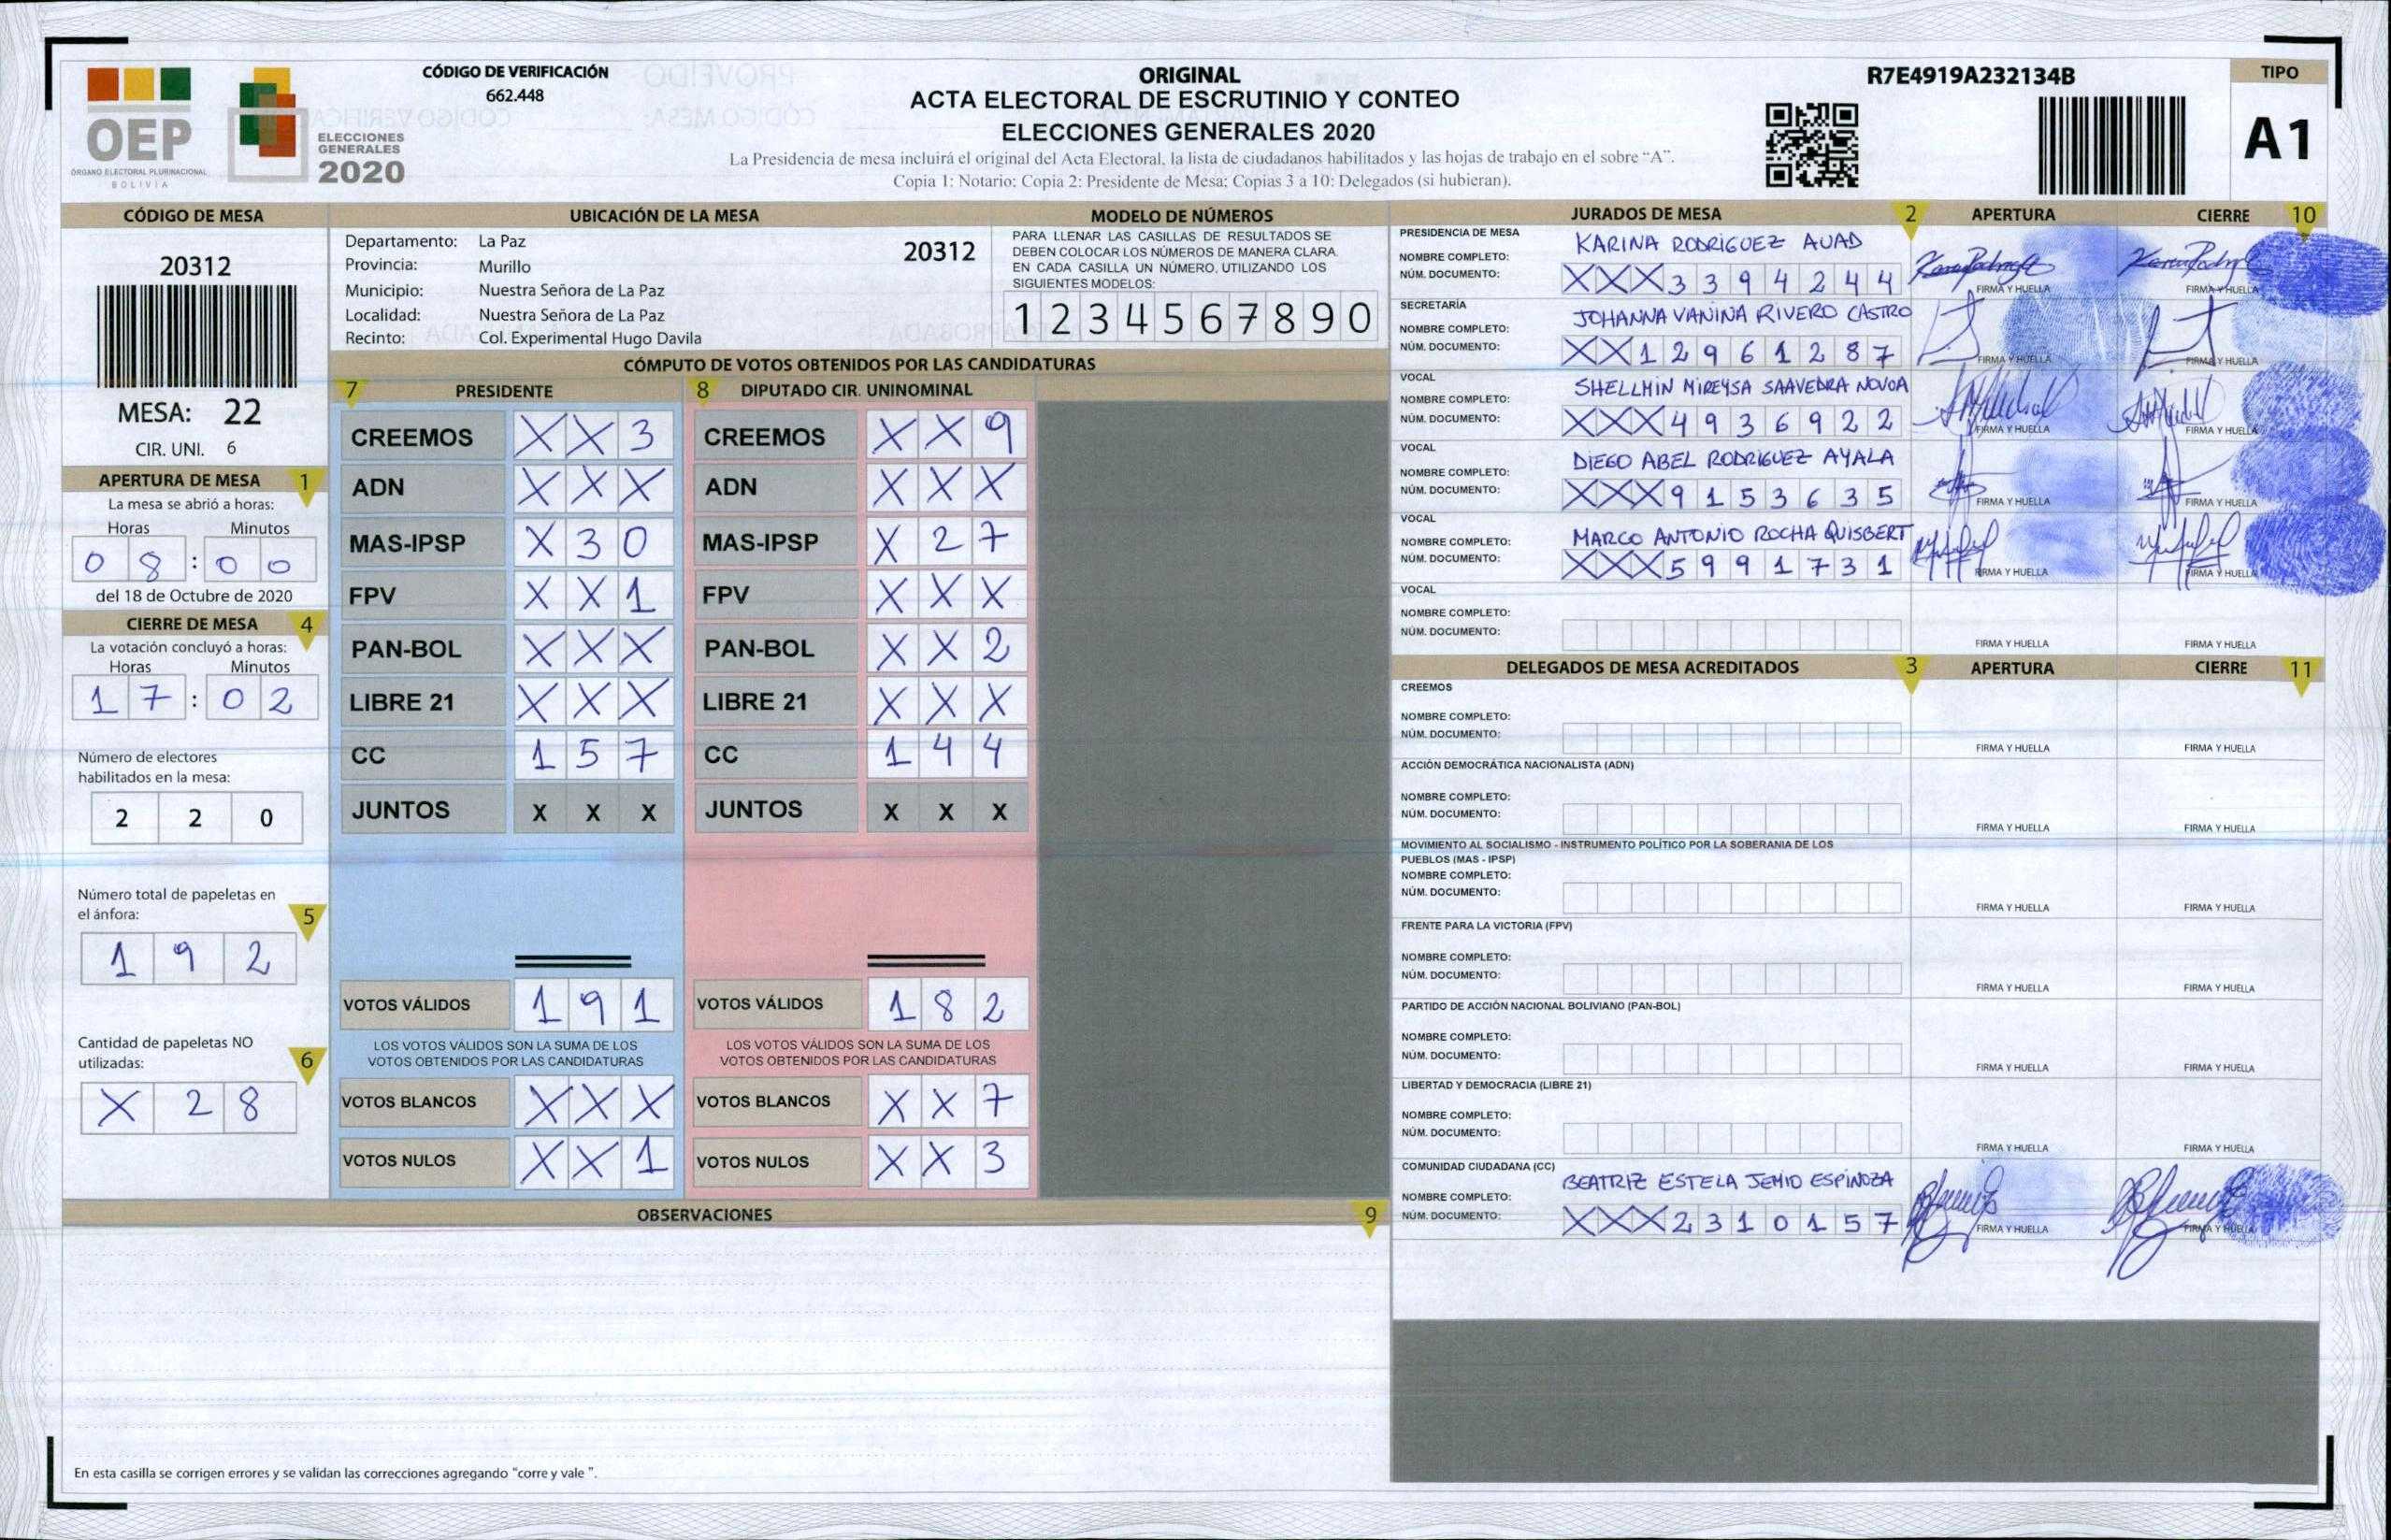 OEP
ÓRGANO ELECTORAL PLURINACIONAL
BOLIVIA
ELECCIONES
GENERALES
2020
CÓDIGO DE VERIFICACIÓN
662.448
ORIGINAL
ACTA ELECTORAL DE ESCRUTINIO Y CONTEO
ELECCIONES GENERALES 2020
La Presidencia de mesa incluirá el original del Acta Electoral, la lista de ciudadanos habilitados y las hojas de trabajo en el sobre “A”.
Copia 1: Notario; Copia 2: Presidente de Mesa; Copias 3 a 10: Delegados (si hubieran).
R7E4919A232134B
TIPO
A1
CÓDIGO DE MESA
20312
MESA: 22
CIR. UNI. 6
APERTURA DE MESA 1
La mesa se abrió a horas:
Horas Minutos
0 8 : 0 0
del 18 de Octubre de 2020
CIERRE DE MESA 4
La votación concluyó a horas:
Horas Minutos
1 7 : 0 2
Número de electores
habilitados en la mesa:
2 2 0
Número total de papeletas en
el ánfora: 5
1 9 2
Cantidad de papeletas NO
utilizadas: 6
X 2 8
UBICACIÓN DE LA MESA
Departamento: La Paz 20312
Provincia: Murillo
Municipio: Nuestra Señora de La Paz
Localidad: Nuestra Señora de La Paz
Recinto: Col. Experimental Hugo Davila
MODELO DE NÚMEROS
PARA LLENAR LAS CASILLAS DE RESULTADOS SE
DEBEN COLOCAR LOS NÚMEROS DE MANERA CLARA.
EN CADA CASILLA UN NÚMERO, UTILIZANDO LOS
SIGUIENTES MODELOS:
1 2 3 4 5 6 7 8 9 0
CÓMPUTO DE VOTOS OBTENIDOS POR LAS CANDIDATURAS
7 PRESIDENTE 8 DIPUTADO CIR. UNINOMINAL
CREEMOS X X 3 CREEMOS X X 9
ADN X X X ADN X X X
MAS-IPSP X 3 0 MAS-IPSP X 2 7
FPV X X 1 FPV X X X
PAN-BOL X X X PAN-BOL X X 2
LIBRE 21 X X X LIBRE 21 X X X
CC 1 5 7 CC 1 4 4
JUNTOS X X X JUNTOS X X X
VOTOS VÁLIDOS 1 9 1 VOTOS VÁLIDOS 1 8 2
LOS VOTOS VÁLIDOS SON LA SUMA DE LOS LOS VOTOS VÁLIDOS SON LA SUMA DE LOS
VOTOS OBTENIDOS POR LAS CANDIDATURAS VOTOS OBTENIDOS POR LAS CANDIDATURAS
VOTOS BLANCOS X X X VOTOS BLANCOS X X 7
VOTOS NULOS X X 1 VOTOS NULOS X X 3
OBSERVACIONES 9
En esta casilla se corrigen errores y se validan las correcciones agregando “corre y vale ”.
JURADOS DE MESA 2 APERTURA CIERRE 10
PRESIDENCIA DE MESA
NOMBRE COMPLETO: KARINA RODRIGUEZ AUAD
NÚM. DOCUMENTO: X X X 3 3 9 4 2 4 4 FIRMA Y HUELLA FIRMA Y HUELLA
SECRETARÍA
NOMBRE COMPLETO: JOHANNA VANINA RIVERO CASTRO
NÚM. DOCUMENTO: X X 1 2 9 6 1 2 8 7 FIRMA Y HUELLA FIRMA Y HUELLA
VOCAL
NOMBRE COMPLETO: SHELLMIN MIREYSA SAAVEDRA NOVOA
NÚM. DOCUMENTO: X X X 4 9 3 6 9 2 2 FIRMA Y HUELLA FIRMA Y HUELLA
VOCAL
NOMBRE COMPLETO: DIEGO ABEL RODRIGUEZ AYALA
NÚM. DOCUMENTO: X X X 9 1 5 3 6 3 5 FIRMA Y HUELLA FIRMA Y HUELLA
VOCAL
NOMBRE COMPLETO: MARCO ANTONIO ROCHA QUISBERT
NÚM. DOCUMENTO: X X X 5 9 9 1 7 3 1 FIRMA Y HUELLA FIRMA Y HUELLA
VOCAL
NOMBRE COMPLETO:
NÚM. DOCUMENTO: FIRMA Y HUELLA FIRMA Y HUELLA
DELEGADOS DE MESA ACREDITADOS 3 APERTURA CIERRE 11
CREEMOS
NOMBRE COMPLETO:
NÚM. DOCUMENTO: FIRMA Y HUELLA FIRMA Y HUELLA
ACCIÓN DEMOCRÁTICA NACIONALISTA (ADN)
NOMBRE COMPLETO:
NÚM. DOCUMENTO: FIRMA Y HUELLA FIRMA Y HUELLA
MOVIMIENTO AL SOCIALISMO - INSTRUMENTO POLÍTICO POR LA SOBERANIA DE LOS
PUEBLOS (MAS - IPSP)
NOMBRE COMPLETO:
NÚM. DOCUMENTO: FIRMA Y HUELLA FIRMA Y HUELLA
FRENTE PARA LA VICTORIA (FPV)
NOMBRE COMPLETO:
NÚM. DOCUMENTO: FIRMA Y HUELLA FIRMA Y HUELLA
PARTIDO DE ACCIÓN NACIONAL BOLIVIANO (PAN-BOL)
NOMBRE COMPLETO:
NÚM. DOCUMENTO: FIRMA Y HUELLA FIRMA Y HUELLA
LIBERTAD Y DEMOCRACIA (LIBRE 21)
NOMBRE COMPLETO:
NÚM. DOCUMENTO: FIRMA Y HUELLA FIRMA Y HUELLA
COMUNIDAD CIUDADANA (CC)
NOMBRE COMPLETO: BEATRIZ ESTELA JEMIO ESPINOZA
NÚM. DOCUMENTO: X X X 2 3 1 0 1 5 7 FIRMA Y HUELLA FIRMA Y HUELLA